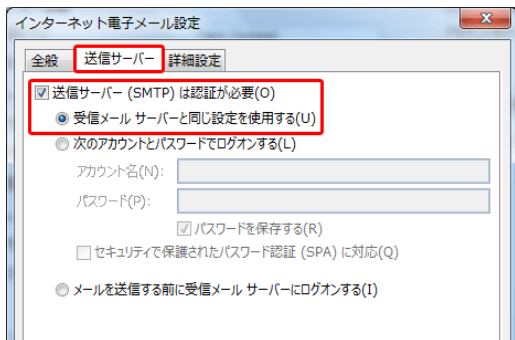 インターネット電子メール設定
全般 送信サーバー 詳細設定
送信サーバー (SMTP) は認証が必要(O)
受信メール サーバーと同じ設定を使用する(U)
次のアカウントとパスワードでログオンする(L)
アカウント名(N):
パスワード(P):
パスワードを保存する(R)
セキュリティで保護されたパスワード認証 (SPA) に対応(Q)
メールを送信する前に受信メール サーバーにログオンする(I)